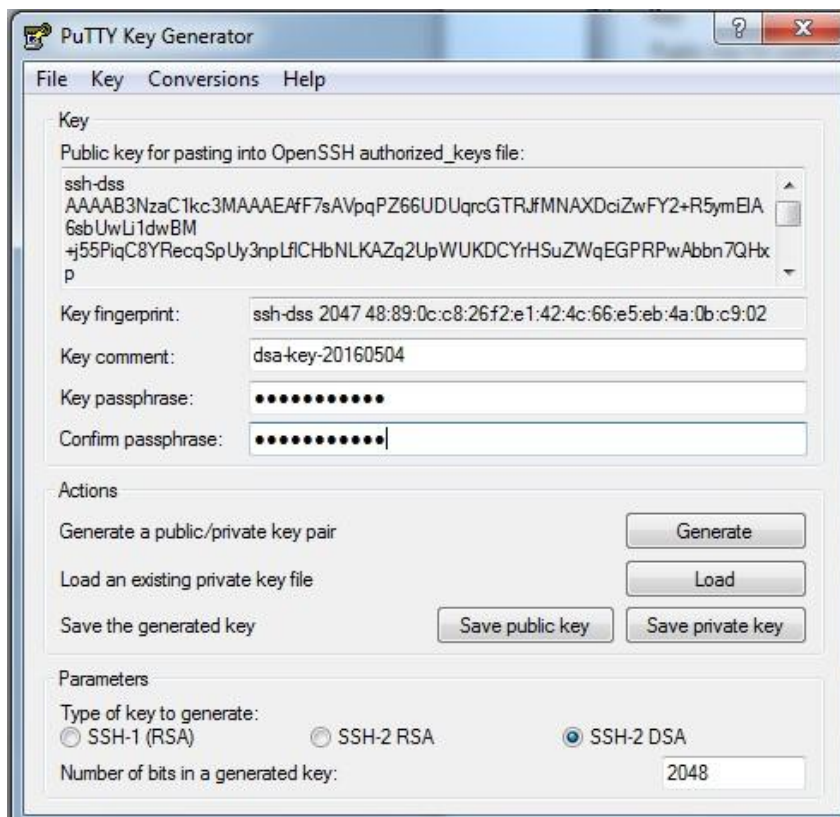 PuTTY Key Generator
?
X
File Key Conversions Help
Key
Public key for pasting into OpenSSH authorized_keys file:
ssh-dss
AAAAB3NzaC1kc3MAAAEAfF7sAVpqPZ66UDUqrcGTRJfMNAXDciZwFY2+R5ymElA
6sbUwLi1dwBM
+j55PiqC8YRecqSpUy3npLflCHbNLKAZq2UpWUKDCYrHSuZWqEGPRPwAbbn7QHx
p
Key fingerprint: ssh-dss 2047 48:89:0c:c8:26:f2:e1:42:4c:66:e5:eb:4a:0b:c9:02
Key comment: dsa-key-20160504
Key passphrase: ●●●●●●●●●●●
Confirm passphrase: ●●●●●●●●●●●
Actions
Generate a public/private key pair Generate
Load an existing private key file Load
Save the generated key Save public key Save private key
Parameters
Type of key to generate:
SSH-1 (RSA) SSH-2 RSA SSH-2 DSA
Number of bits in a generated key: 2048